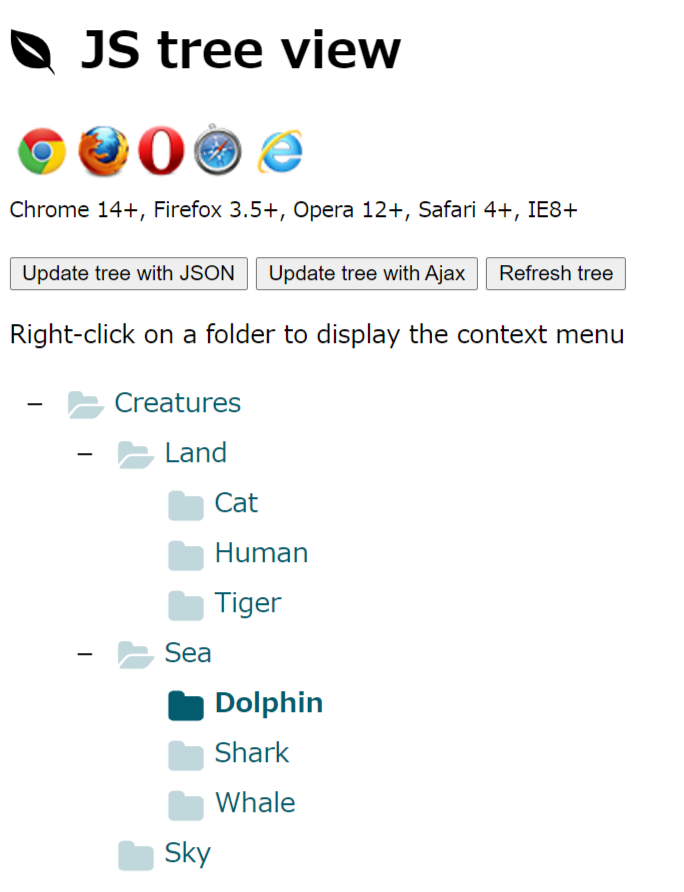 JS tree view
Chrome 14+, Firefox 3.5+, Opera 12+, Safari 4+, IE8+
Update tree with JSON Update tree with Ajax Refresh tree
Right-click on a folder to display the context menu
Creatures
Land
Cat
Human
Tiger
Sea
Dolphin
Shark
Whale
Sky